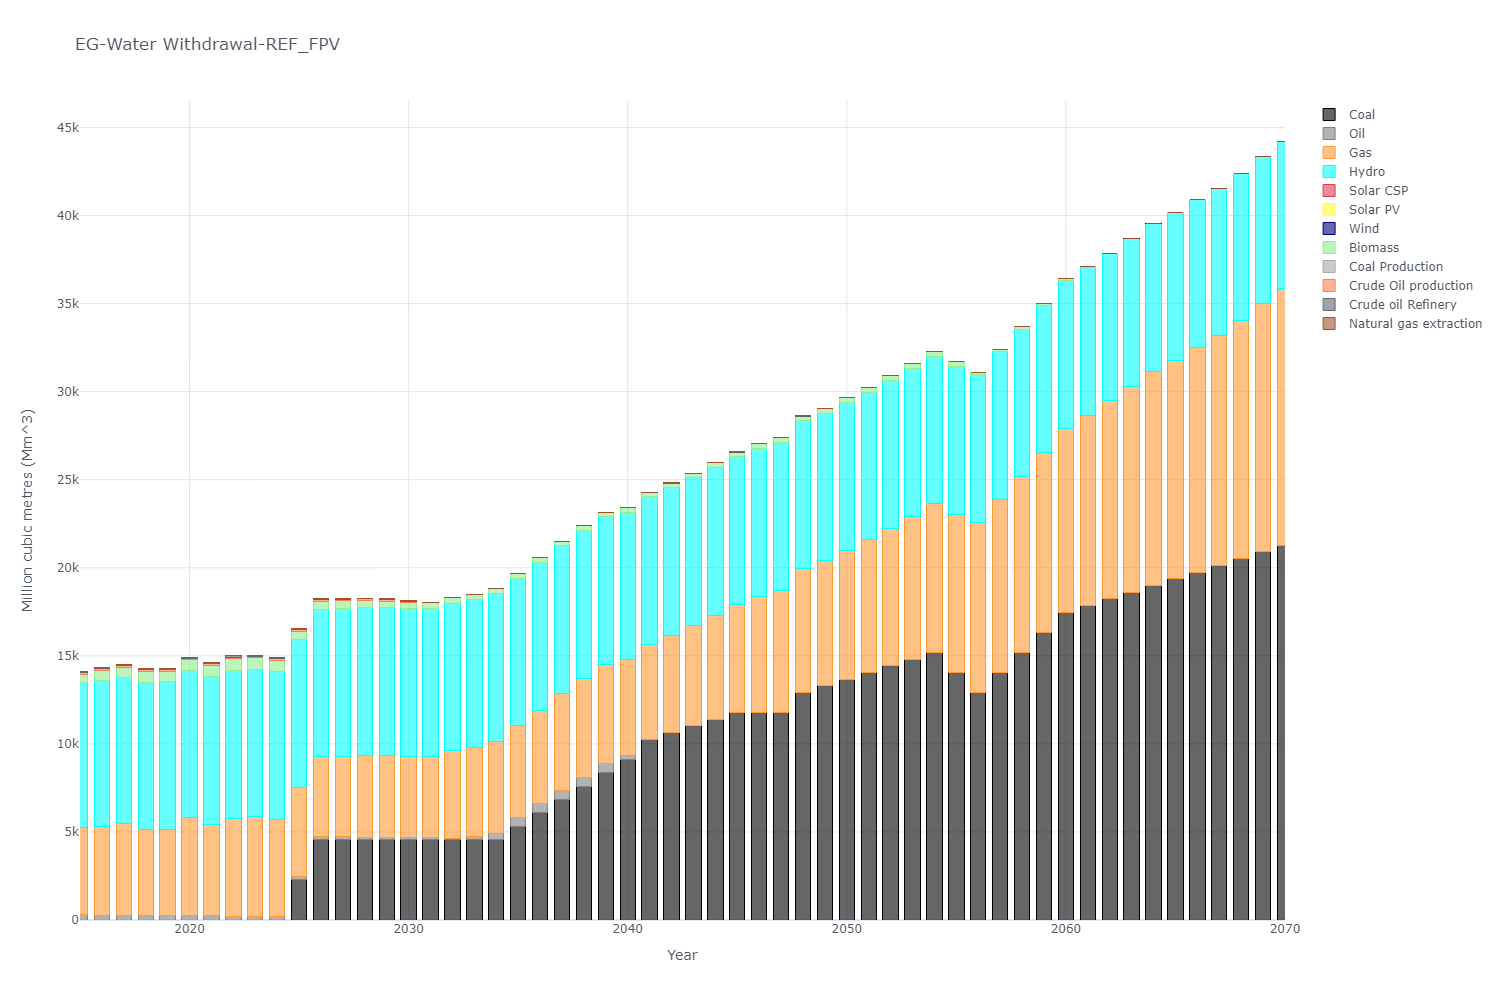 EG-Water Withdrawal-REF_FPV
45k
40k
35k
30k
25k
20k
15k
10k
5k
0
Million cubic metres (Mm^3)
2020
2030
2040
2050
2060
2070
Year
Coal
Oil
Gas
Hydro
Solar CSP
Solar PV
Wind
Biomass
Coal Production
Crude Oil production
Crude oil Refinery
Natural gas extraction